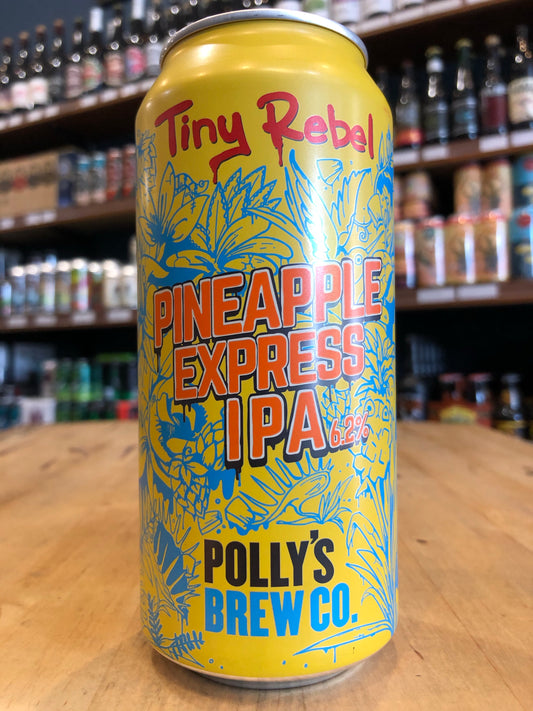 Tiny Rebel
PINEAPPLE
EXPRESS
IPA 6.2%
POLLY'S
BREW CO.